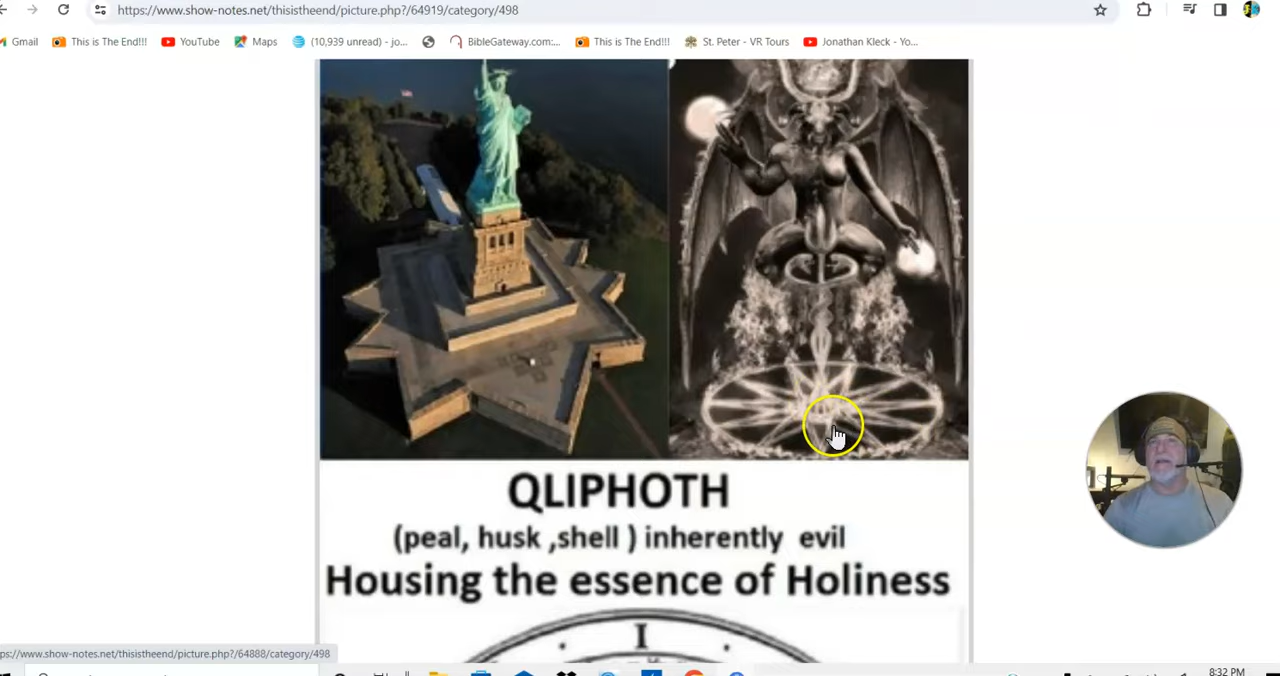 https://www.show-notes.net/thisistheend/picture.php?/64919/category/498
Gmail This is The End!!! YouTube Maps (10,939 unread) - jo... BibleGateway.com:... This is The End!!! St. Peter - VR Tours Jonathan Kleck - Yo...
QLIPHOTH
(peal, husk ,shell ) inherently evil
Housing the essence of Holiness
I
ps://www.show-notes.net/thisistheend/picture.php?/64888/category/498
8:32 PM